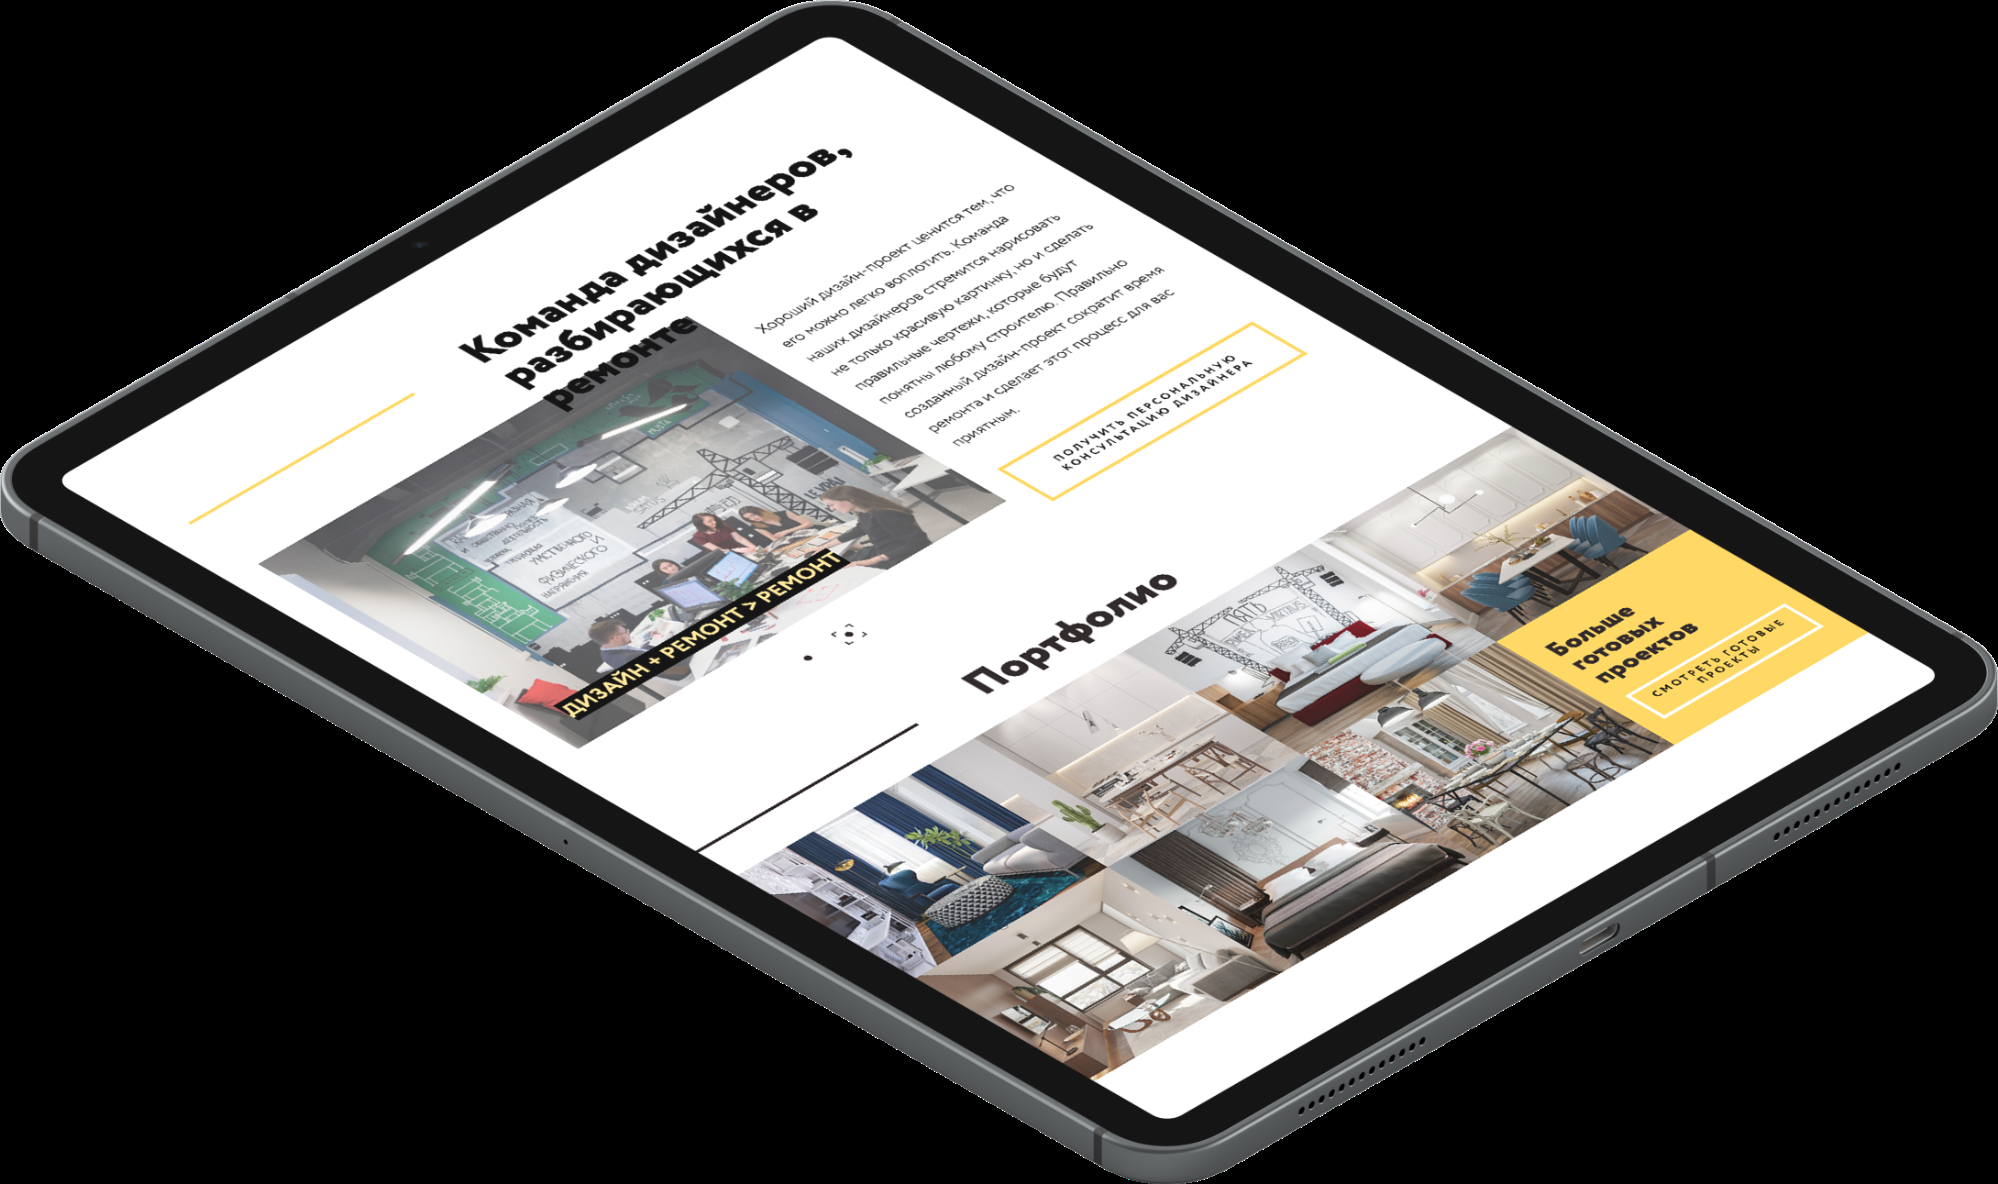 Команда дизайнеров,
разбирающихся в
ремонте
Хороший дизайн-проект ценится тем, что
его можно легко воплотить. Команда
наших дизайнеров стремится нарисовать
не только красивую картинку, но и сделать
правильные чертежи, которые будут
понятны любому строителю. Правильно
созданный дизайн-проект сократит время
ремонта и сделает этот процесс для вас
приятным.
ПОЛУЧИТЬ ПЕРСОНАЛЬНУЮ
КОНСУЛЬТАЦИЮ ДИЗАЙНЕРА
УМСТВЕННОГО И
ФИЗИЧЕСКОГО
НАПРЯЖЕНИЯ
ДИЗАЙН + РЕМОНТ > РЕМОНТ
Портфолио
Больше
готовых
проектов
СМОТРЕТЬ ГОТОВЫЕ
ПРОЕКТЫ